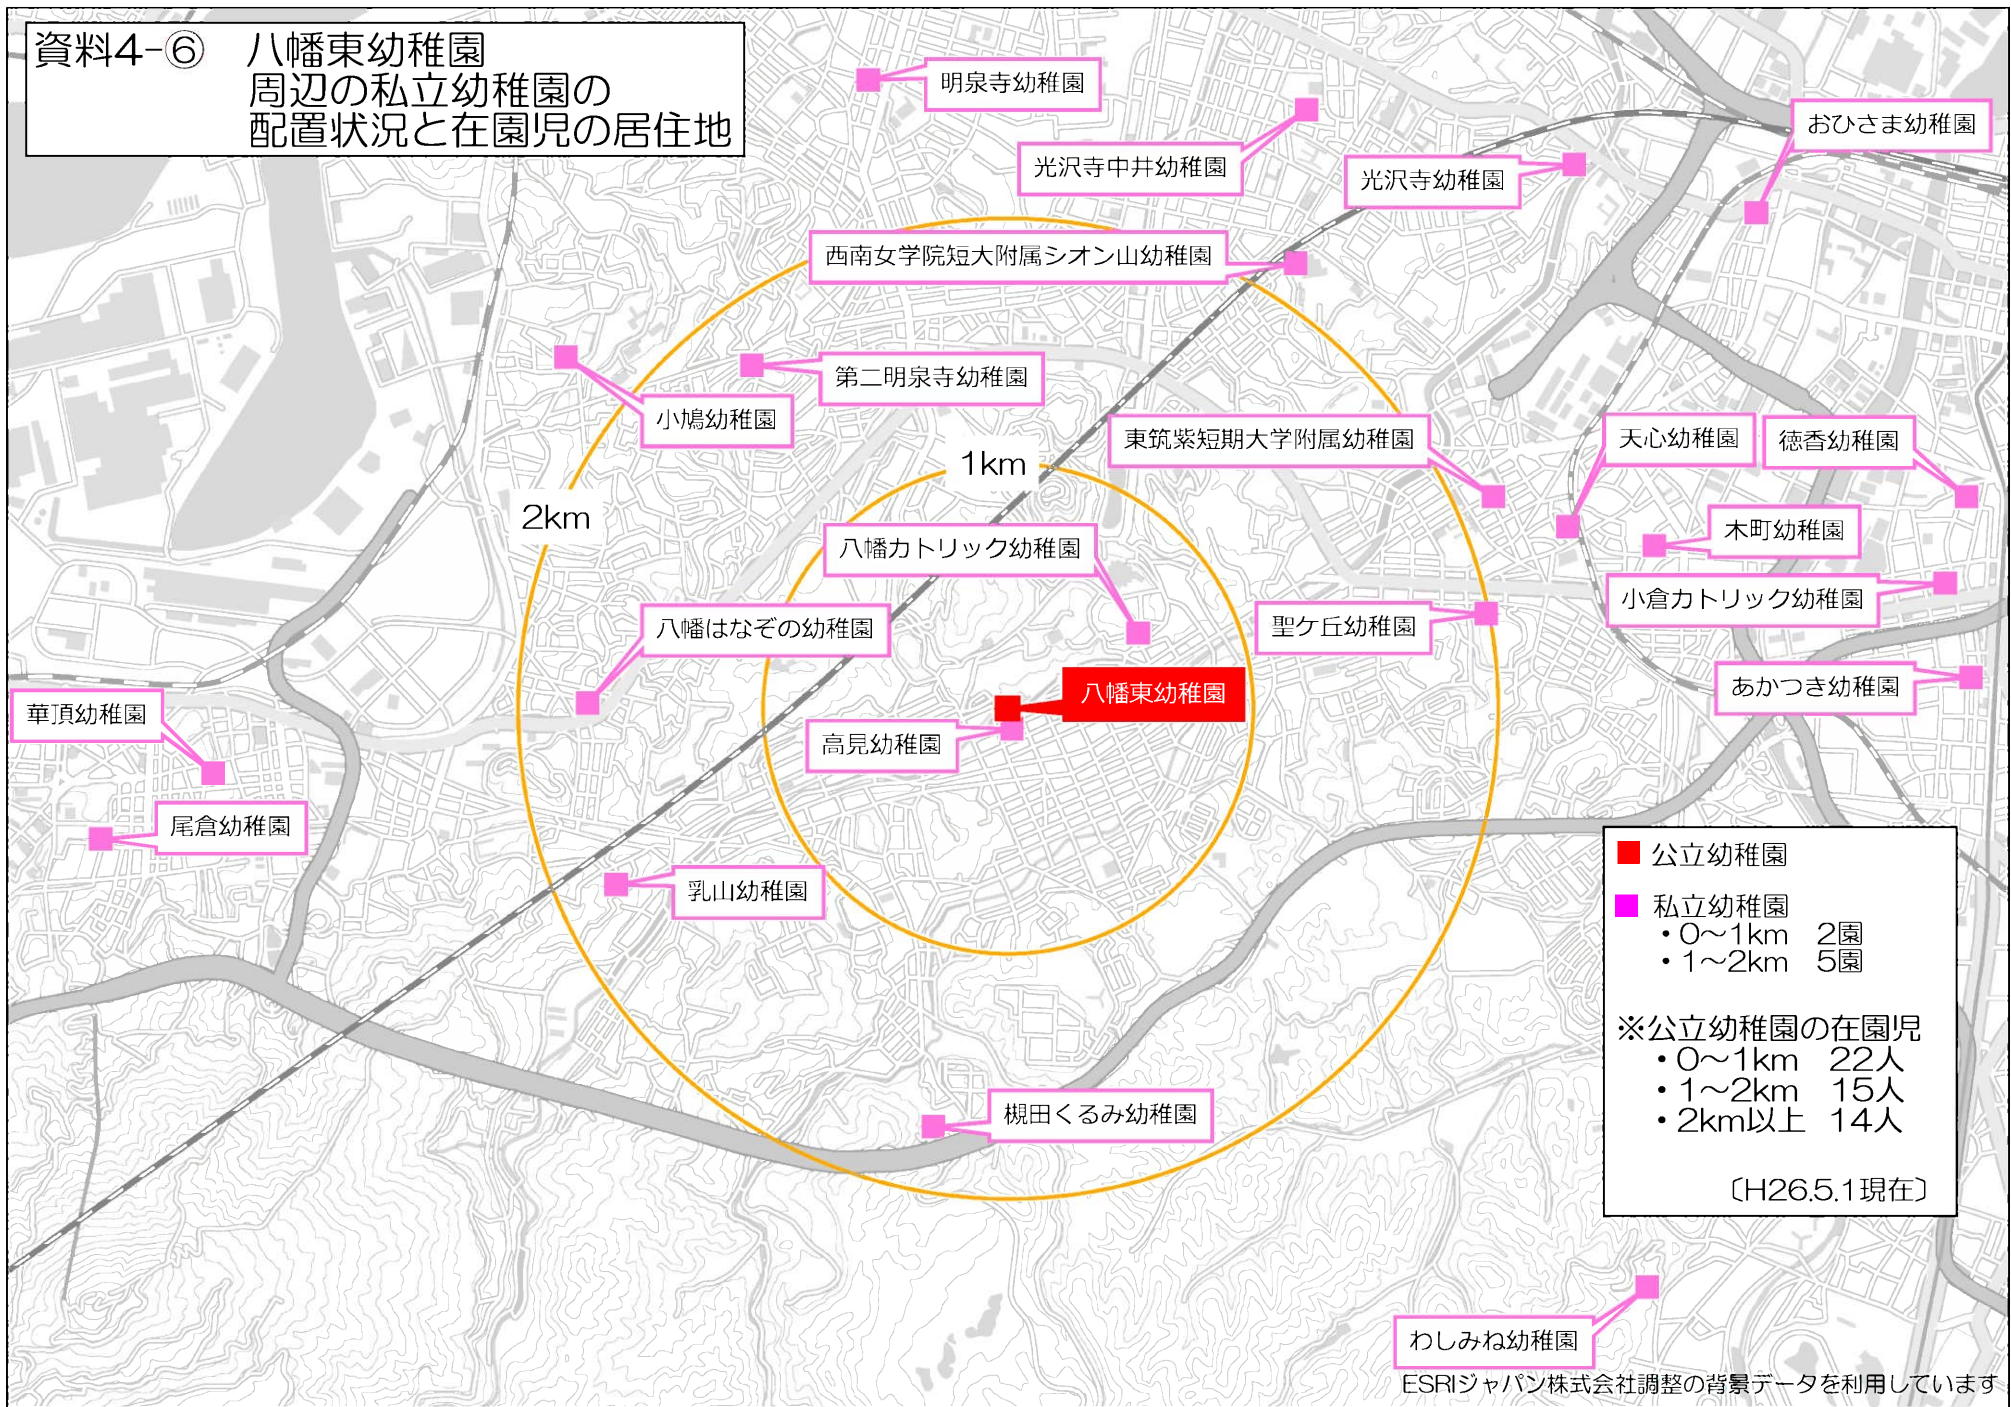 資料4-⑥ 八幡東幼稚園
周辺の私立幼稚園の
配置状況と在園児の居住地
明泉寺幼稚園
おひさま幼稚園
光沢寺中井幼稚園
光沢寺幼稚園
西南女学院短大附属シオン山幼稚園
第二明泉寺幼稚園
小鳩幼稚園
東筑紫短期大学附属幼稚園
天心幼稚園
徳香幼稚園
1km
2km
木町幼稚園
八幡カトリック幼稚園
小倉カトリック幼稚園
八幡はなぞの幼稚園
聖ケ丘幼稚園
あかつき幼稚園
八幡東幼稚園
華頂幼稚園
高見幼稚園
尾倉幼稚園
乳山幼稚園
槻田くるみ幼稚園
公立幼稚園
私立幼稚園
・0～1km 2園
・1～2km 5園
※公立幼稚園の在園児
・0～1km 22人
・1～2km 15人
・2km以上 14人
〔H26.5.1現在〕
わしみね幼稚園
ESRIジャパン株式会社調整の背景データを利用しています